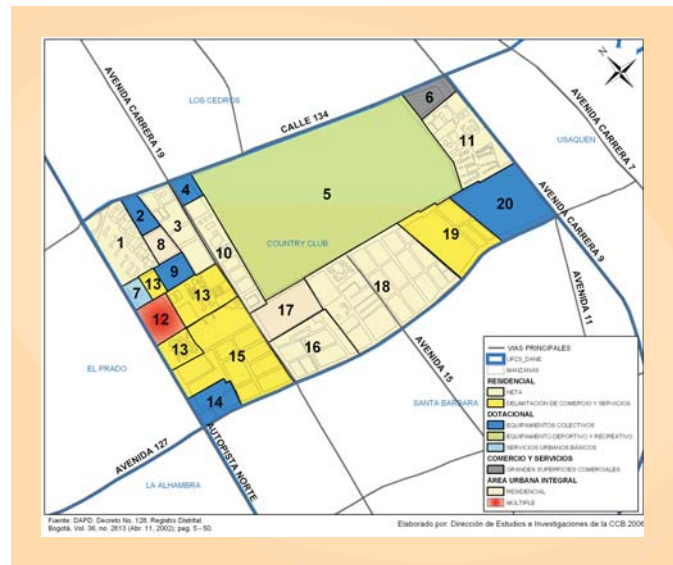 N
LOS CEDROS
AVENIDA CARRERA 19
CALLE 134
AVENIDA CARRERA 7
USAQUÉN
AVENIDA CARRERA 9
COUNTRY CLUB
1
2
3
4
5
6
7
8
9
10
11
12
13
13
13
14
15
16
17
18
19
20
EL PRADO
AVENIDA 127
LA ALHAMBRA
AUTOPISTA NORTE
SANTA BARBARA
AVENIDA 15
AVENIDA 11
VIAS PRINCIPALES
UPZS_DANE
MANZANAS
RESIDENCIAL
NETA
DELIMITACION DE COMERCIO Y SERVICIOS
DOTACIONAL
EQUIPAMIENTOS COLECTIVOS
EQUIPAMIENTO DEPORTIVO Y RECREATIVO
SERVICIOS URBANOS BÁSICOS
COMERCIO Y SERVICIOS
GRANDES SUPERFICIES COMERCIALES
ÁREA URBANA INTEGRAL
RESIDENCIAL
MÚLTIPLE
Fuente: DAPD. Decreto No. 128. Registro Distrital.
Bogotá, Vol. 36, no. 2613 (Abr. 11, 2002); pag. 5 - 50.
Elaborado por: Dirección de Estudios e Investigaciones de la CCB.2006